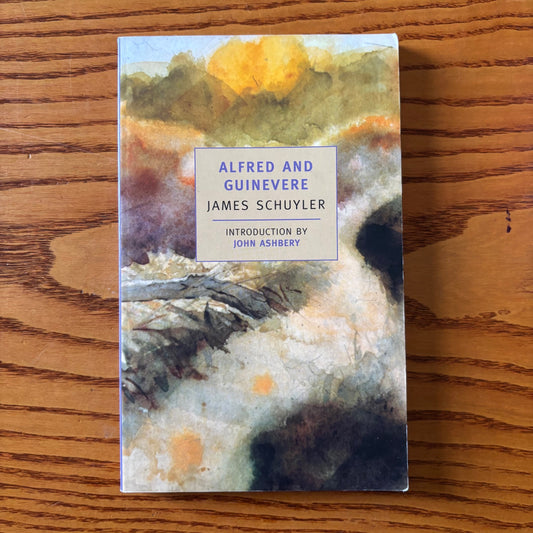 ALFRED AND
GUINEVERE
JAMES SCHUYLER
INTRODUCTION BY
JOHN ASHBERY